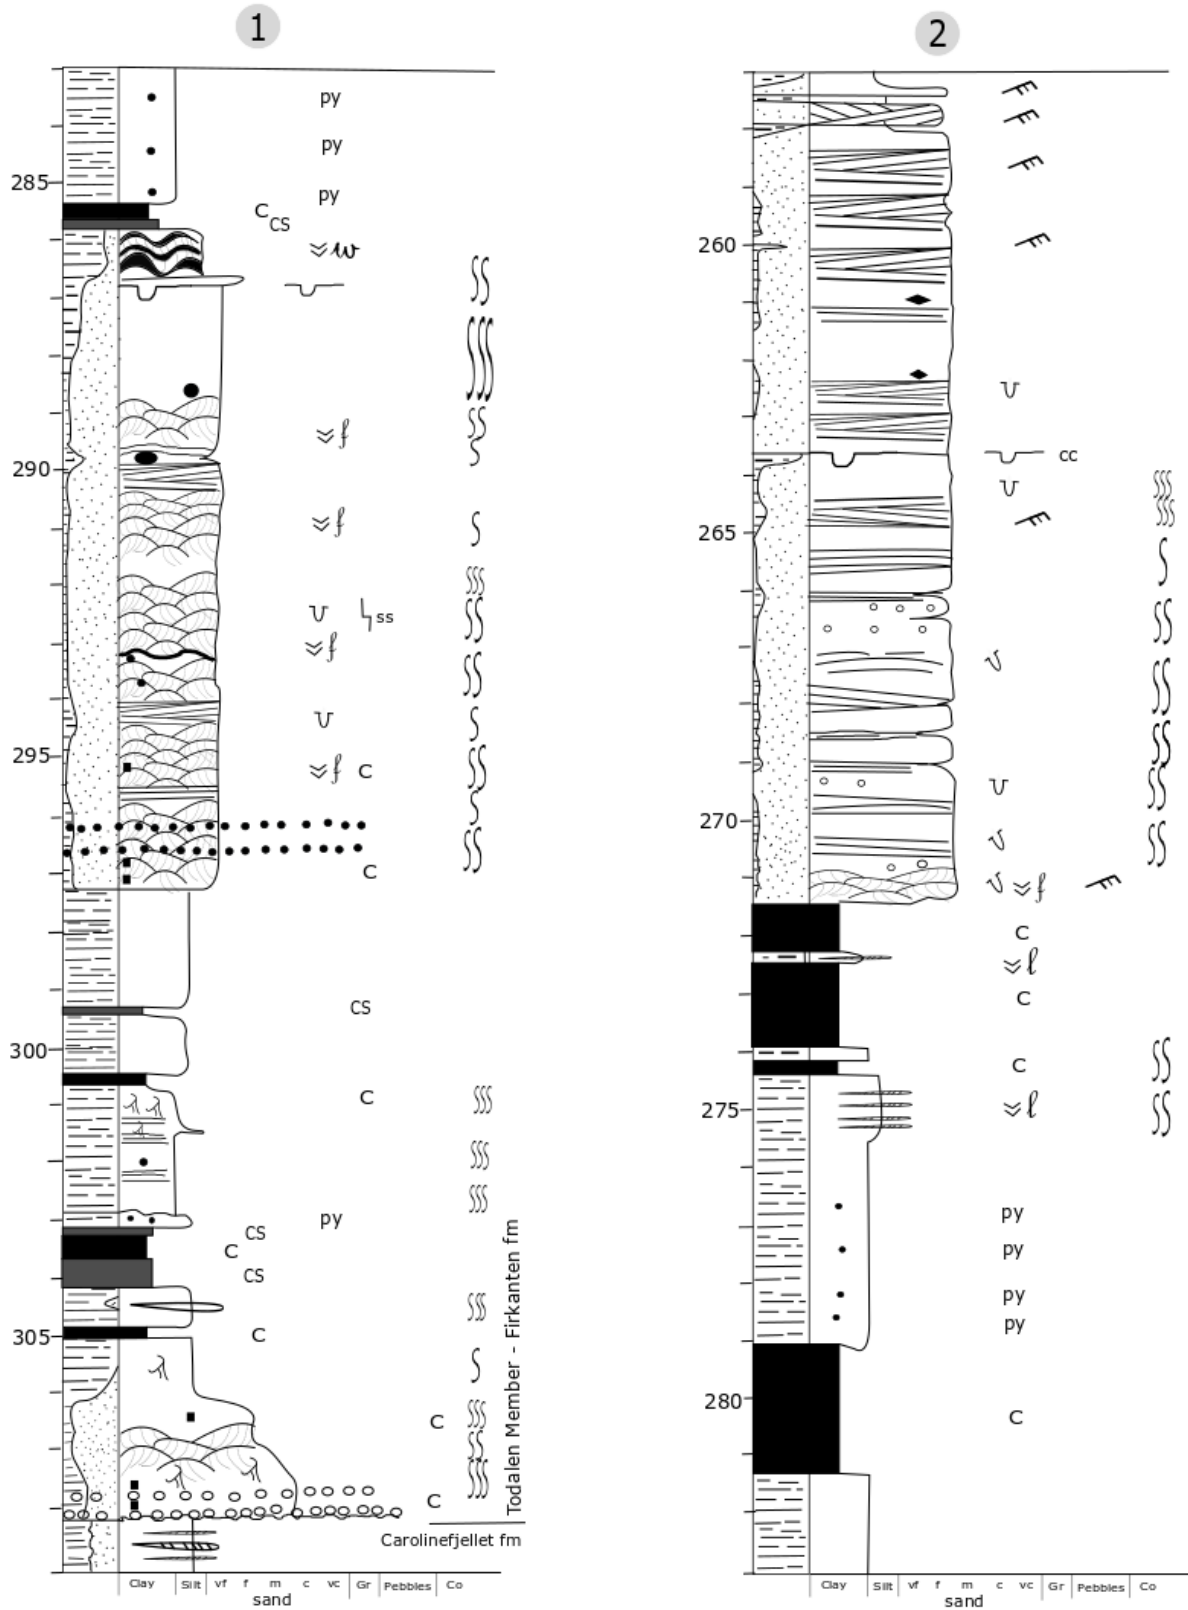 1
2
py
py
285
py
C
CS
260
290
cc
265
ss
295
C
C
270
CS
C
C
300
C
C
275
py
py
CS
C
py
CS
py
py
305
C
280
C
C
C
Todalen Member - Firkanten fm
Carolinefjellet fm
Clay Silt vf f m c vc Gr Pebbles Co
sand
Clay Silt vf f m c vc Gr Pebbles Co
sand